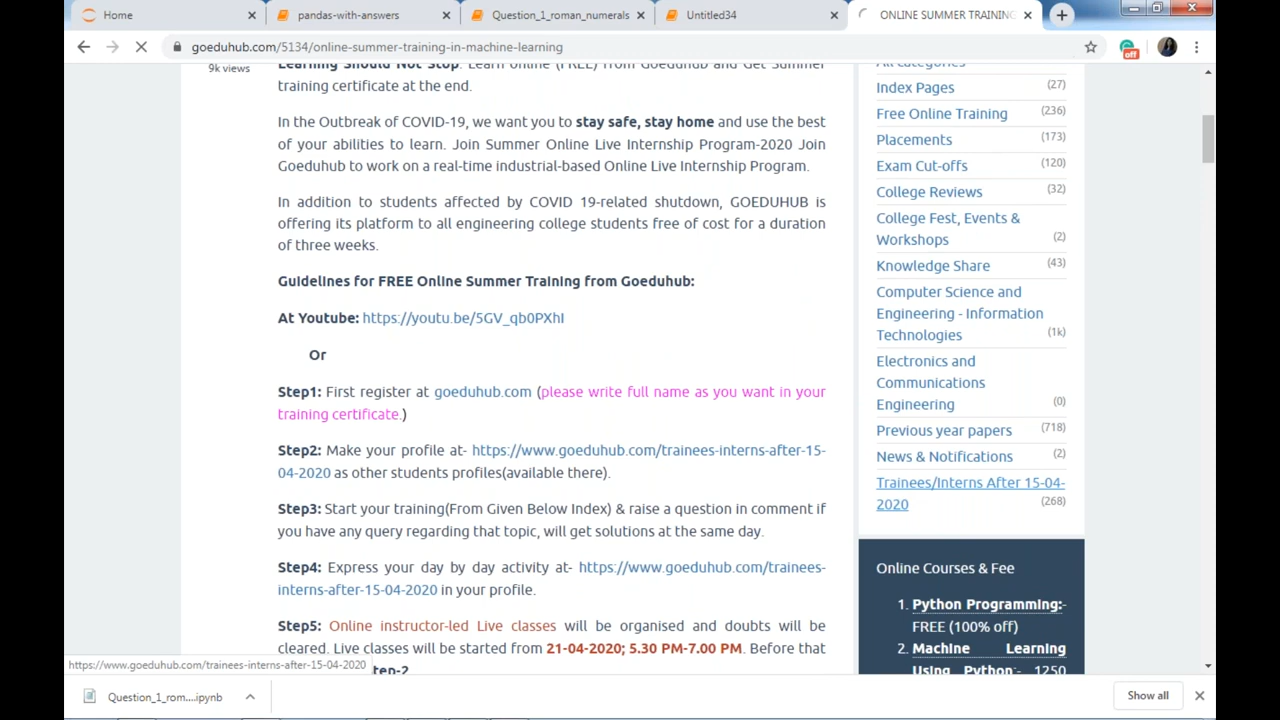 Home
pandas-with-answers
Question_1_roman_numerals
Untitled34
ONLINE SUMMER TRAINING
goeduhub.com/5134/online-summer-training-in-machine-learning
off
9k views
Learning Should Not Stop. Learn Online (FREE) from Goeduhub and Get Summer
training certificate at the end.
In the Outbreak of COVID-19, we want you to stay safe, stay home and use the best
of your abilities to learn. Join Summer Online Live Internship Program-2020 Join
Goeduhub to work on a real-time industrial-based Online Live Internship Program.
In addition to students affected by COVID 19-related shutdown, GOEDUHUB is
offering its platform to all engineering college students free of cost for a duration
of three weeks.
Guidelines for FREE Online Summer Training from Goeduhub:
At Youtube: https://youtu.be/5GV_qb0PXhI
Or
Step1: First register at goeduhub.com (please write full name as you want in your
training certificate.)
Step2: Make your profile at- https://www.goeduhub.com/trainees-interns-after-15-
04-2020 as other students profiles(available there).
Step3: Start your training(From Given Below Index) & raise a question in comment if
you have any query regarding that topic, will get solutions at the same day.
Step4: Express your day by day activity at- https://www.goeduhub.com/trainees-
interns-after-15-04-2020 in your profile.
Step5: Online instructor-led Live classes will be organised and doubts will be
cleared. Live classes will be started from 21-04-2020; 5.30 PM-7.00 PM. Before that
tep-2
All categories
Index Pages (27)
Free Online Training (236)
Placements (173)
Exam Cut-offs (120)
College Reviews (32)
College Fest, Events &
Workshops (2)
Knowledge Share (43)
Computer Science and
Engineering - Information
Technologies (1k)
Electronics and
Communications
Engineering (0)
Previous year papers (718)
News & Notifications (2)
Trainees/Interns After 15-04-
2020 (268)
Online Courses & Fee
1. Python Programming:-
FREE (100% off)
2. Machine Learning
Using Python:- 1250
https://www.goeduhub.com/trainees-interns-after-15-04-2020
Question_1_rom....ipynb
Show all